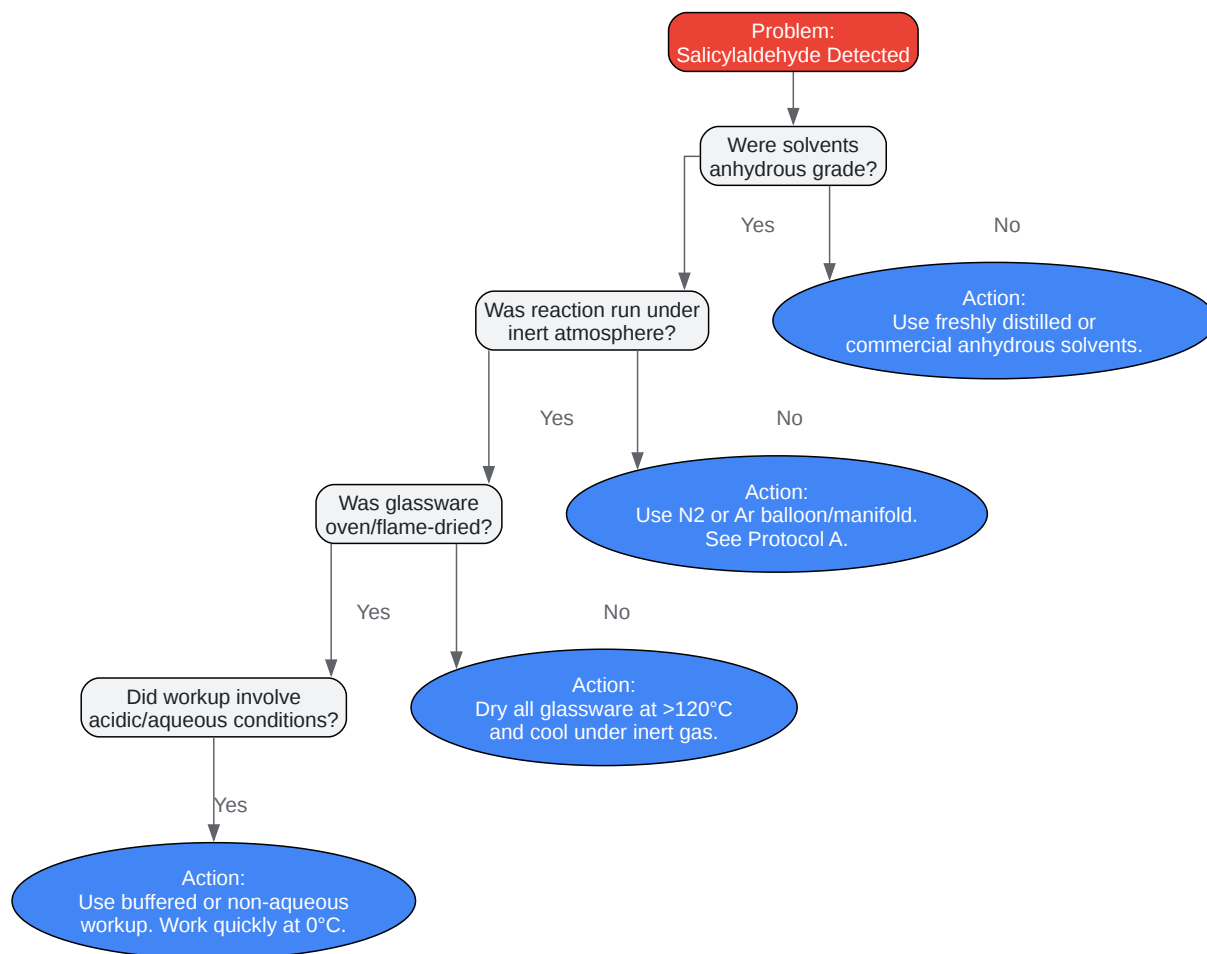 Problem:
Salicylaldehyde Detected
Were solvents
anhydrous grade?
Yes
No
Action:
Use freshly distilled or
commercial anhydrous solvents.
Was reaction run under
inert atmosphere?
Yes
No
Action:
Use N2 or Ar balloon/manifold.
See Protocol A.
Was glassware
oven/flame-dried?
Yes
No
Action:
Dry all glassware at >120°C
and cool under inert gas.
Did workup involve
acidic/aqueous conditions?
Yes
Action:
Use buffered or non-aqueous
workup. Work quickly at 0°C.